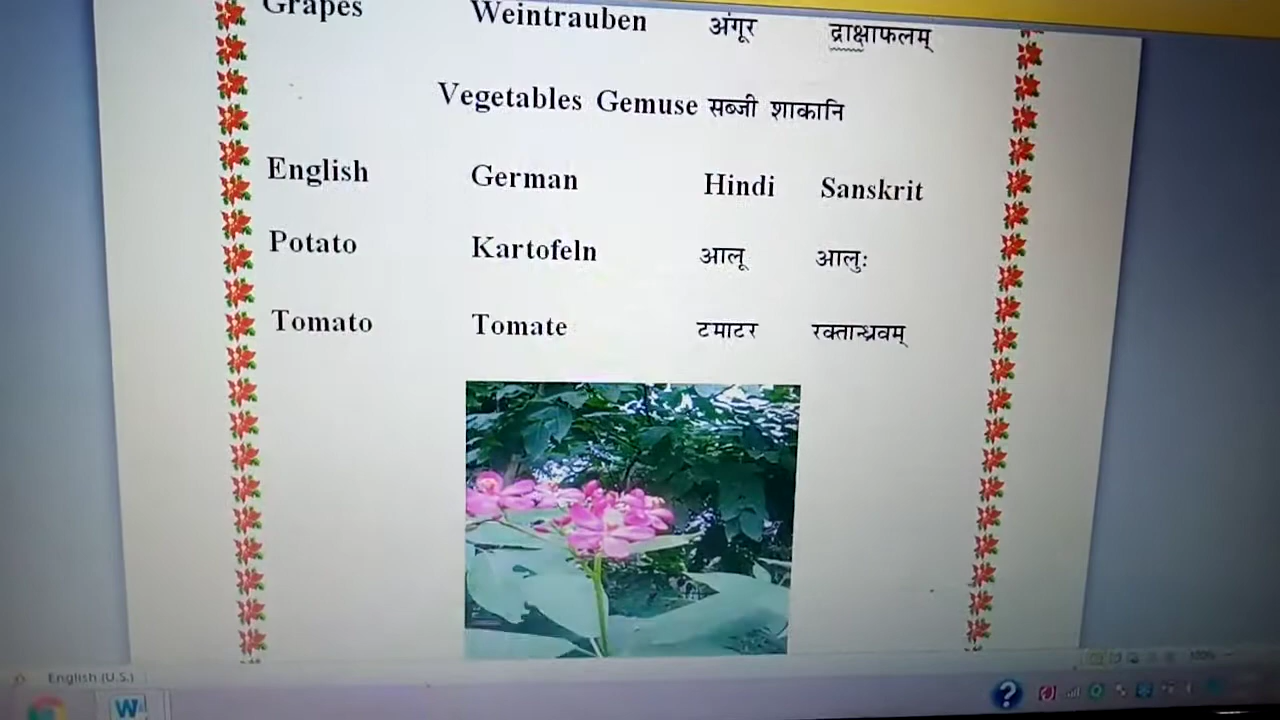 Grapes Weintrauben अंगूर द्राक्षाफलम्
Vegetables Gemuse सब्जी शाकानि
English German Hindi Sanskrit
Potato Kartofeln आलू आलुः
Tomato Tomate टमाटर रक्तान्ध्रवम्
English (U.S.)
W
?
100%